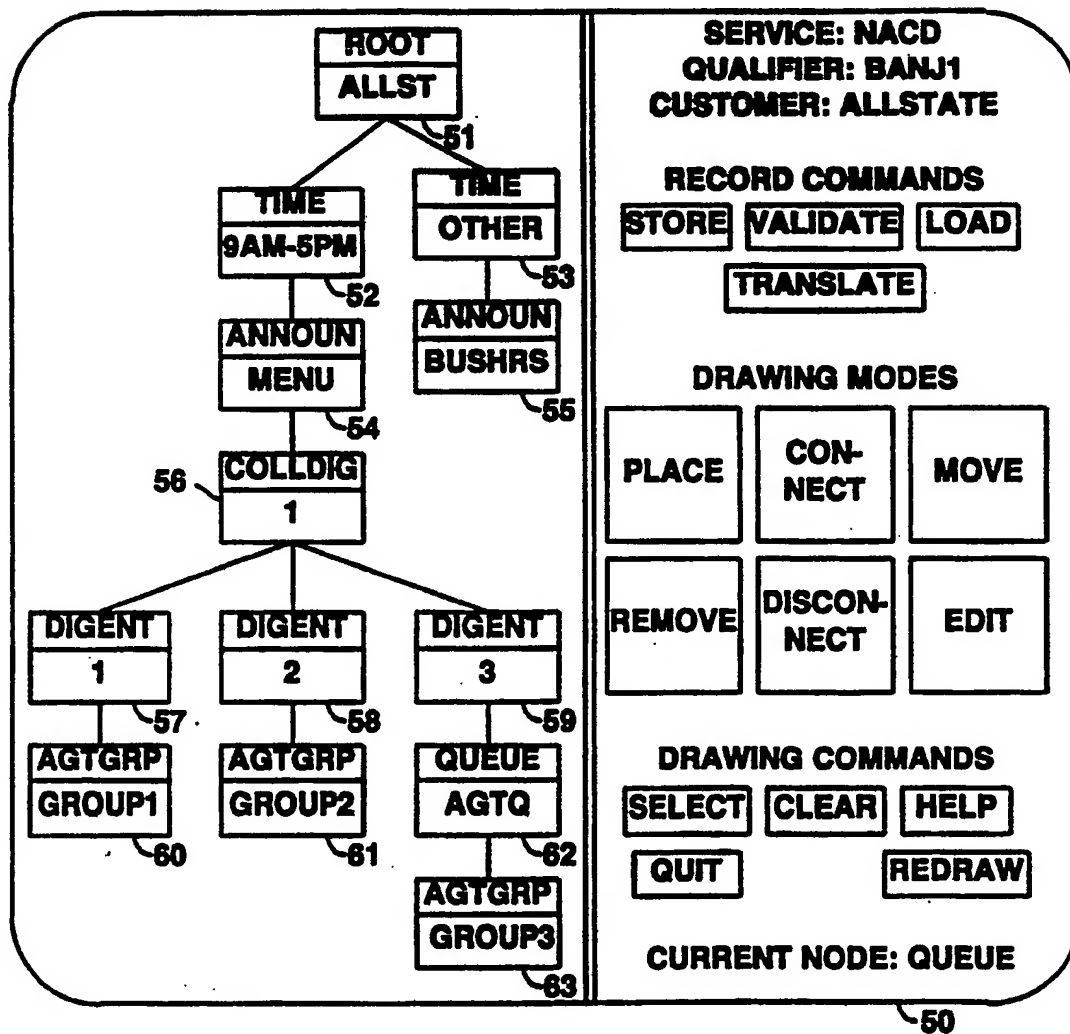 ROOT
ALLST
51
TIME
9AM-5PM
52
TIME
OTHER
53
ANNOUN
MENU
54
ANNOUN
BUSHRS
55
56
COLLDIG
1
DIGENT
1
57
DIGENT
2
58
DIGENT
3
59
AGTGRP
GROUP1
60
AGTGRP
GROUP2
61
QUEUE
AGTQ
62
AGTGRP
GROUP3
63
SERVICE: NACD
QUALIFIER: BANJ1
CUSTOMER: ALLSTATE
RECORD COMMANDS
STORE VALIDATE LOAD
TRANSLATE
DRAWING MODES
PLACE
CON-
NECT
MOVE
REMOVE
DISCON-
NECT
EDIT
DRAWING COMMANDS
SELECT CLEAR HELP
QUIT REDRAW
CURRENT NODE: QUEUE
50